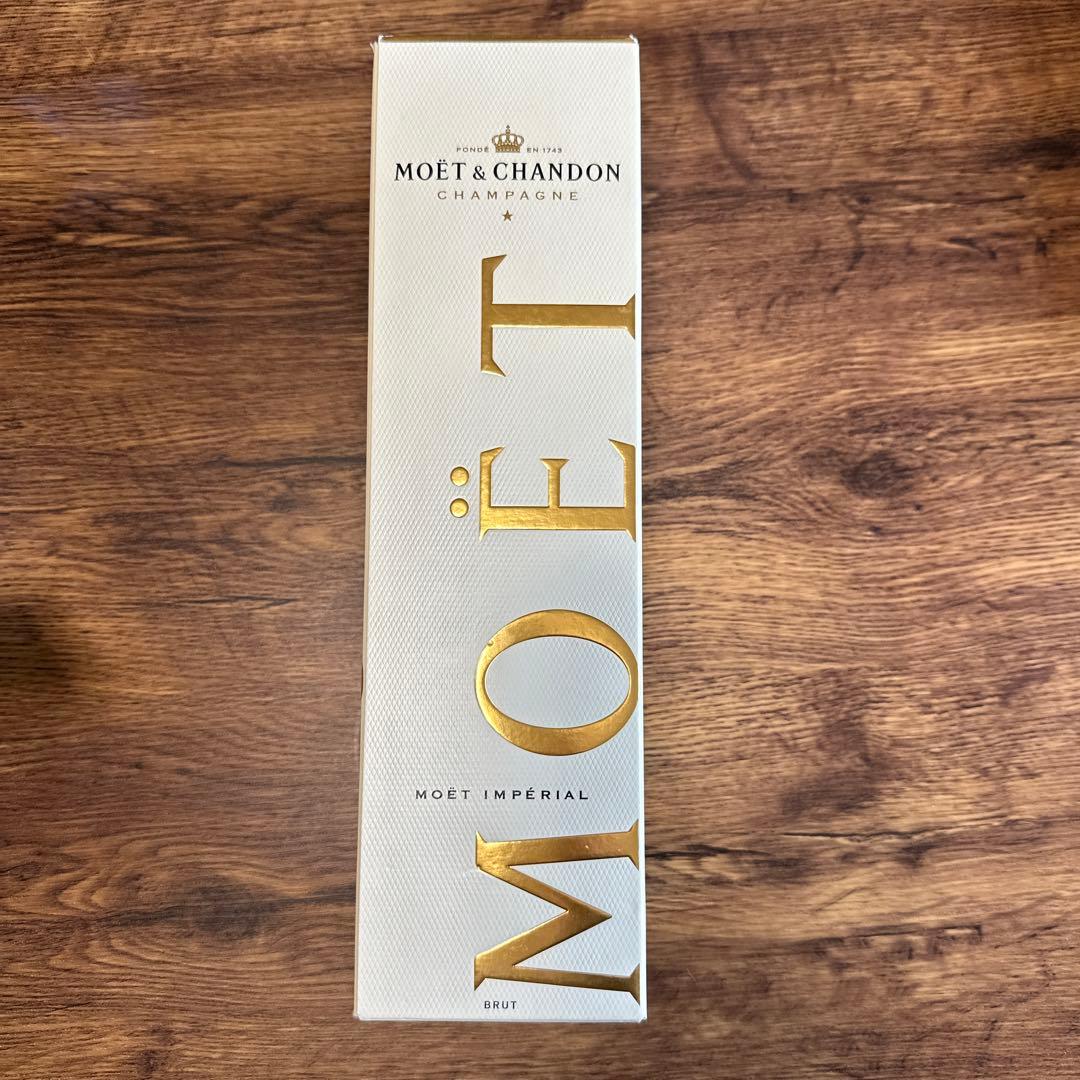 FONDÉ EN 1743
MOËT & CHANDON
CHAMPAGNE
MOËT
MOËT IMPÉRIAL
BRUT